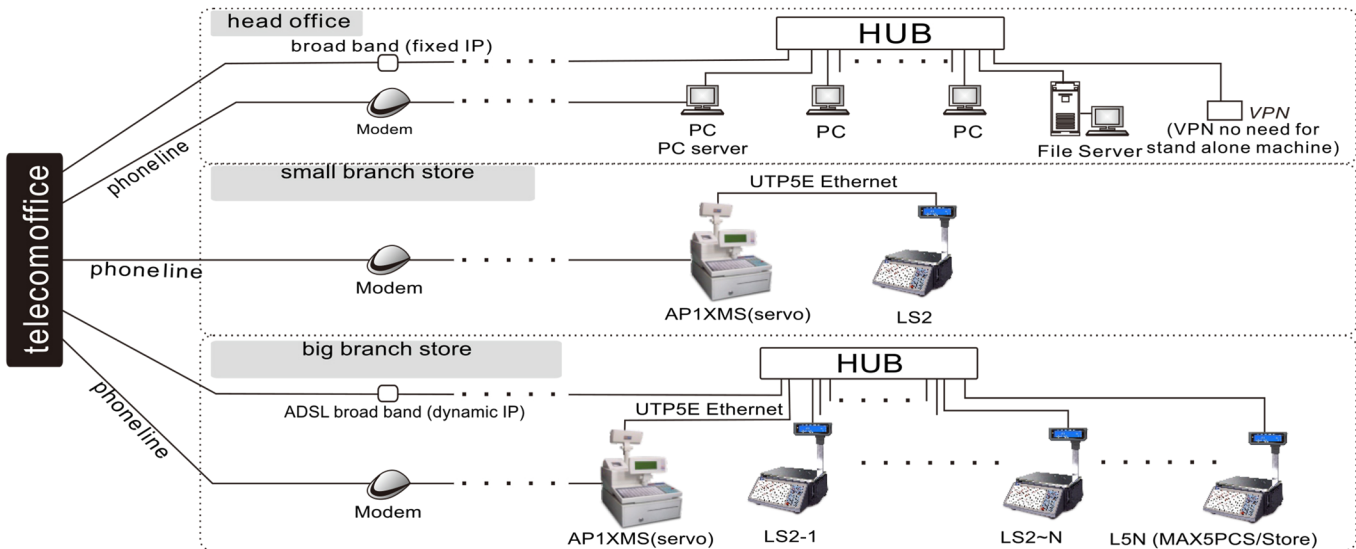 head office
broad band (fixed IP)
HUB
Modem
PC
PC server
PC
PC
File Server
VPN
(VPN no need for
stand alone machine)
phoneline
telecomoffice
small branch store
UTP5E Ethernet
phoneline
Modem
AP1XMS(servo)
LS2
big branch store
HUB
ADSL broad band (dynamic IP)
UTP5E Ethernet
phoneline
Modem
AP1XMS(servo)
LS2-1
LS2~N
L5N (MAX5PCS/Store)